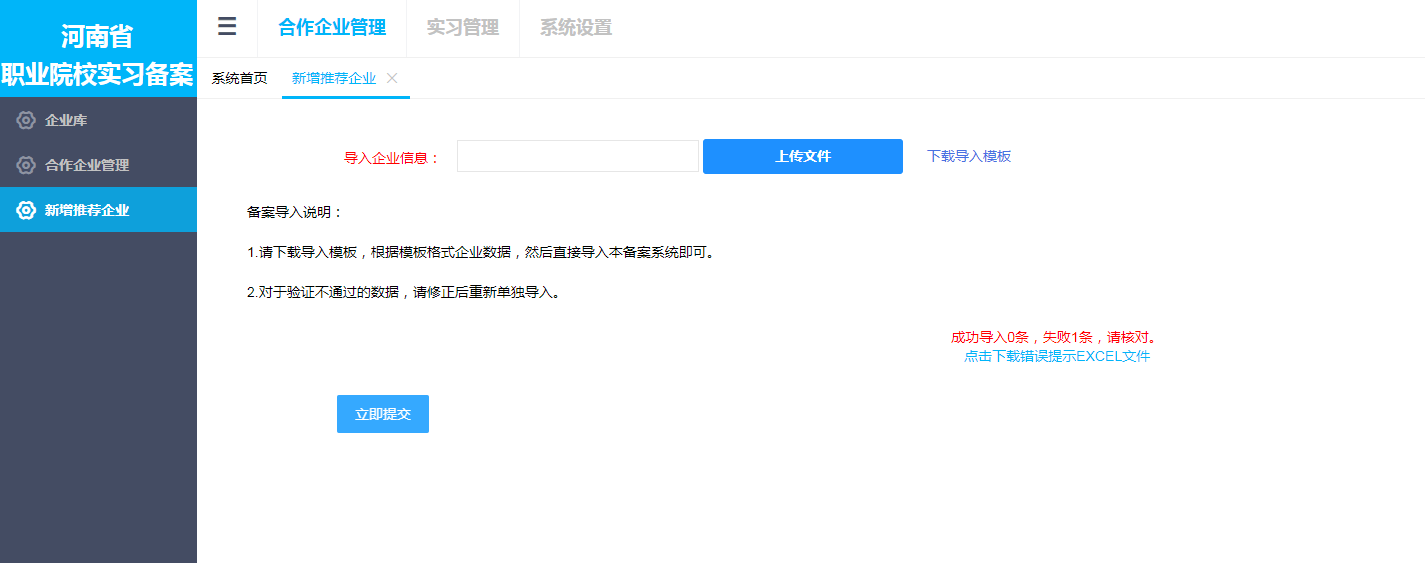 河南省
职业院校实习备案
合作企业管理
实习管理
系统设置
系统首页
新增推荐企业
企业库
合作企业管理
新增推荐企业
导入企业信息：
上传文件
下载导入模板
备案导入说明：
1.请下载导入模板，根据模板格式企业数据，然后直接导入本备案系统即可。
2.对于验证不通过的数据，请修正后重新单独导入。
成功导入0条，失败1条，请核对。
点击下载错误提示EXCEL文件
立即提交